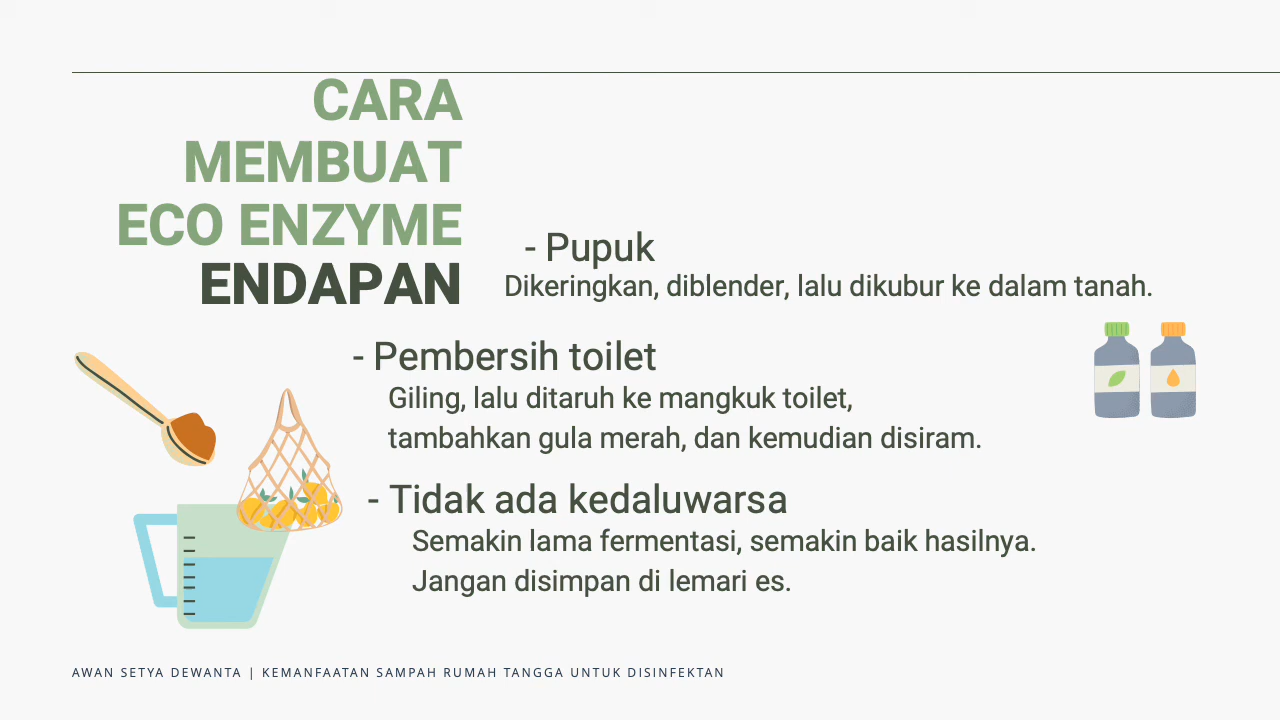 CARA
MEMBUAT
ECO ENZYME
ENDAPAN
- Pupuk
Dikeringkan, diblender, lalu dikubur ke dalam tanah.
- Pembersih toilet
Giling, lalu ditaruh ke mangkuk toilet,
tambahkan gula merah, dan kemudian disiram.
- Tidak ada kedaluwarsa
Semakin lama fermentasi, semakin baik hasilnya.
Jangan disimpan di lemari es.
AWAN SETYA DEWANTA | KEMANFAATAN SAMPAH RUMAH TANGGA UNTUK DISINFEKTAN